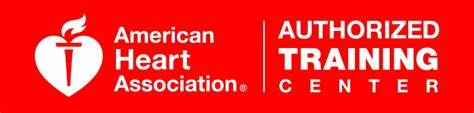 American
Heart
Association®
AUTHORIZED
TRAINING
CENTER